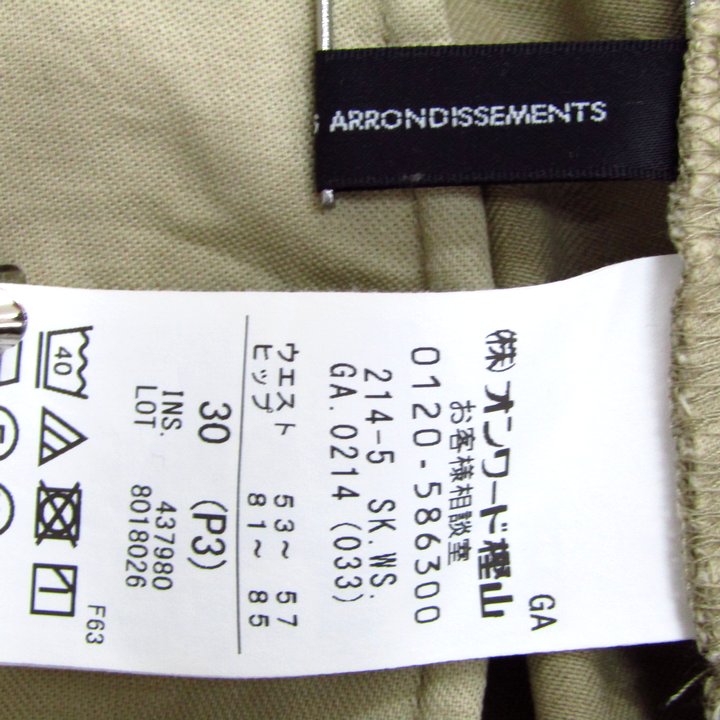 ARRONDISSEMENTS
GA
(株)オンワード樫山
お客様相談室
0120-586300
214-5 SK.WS.
GA.0214 (033)
ウエスト 53～ 57
ヒップ 81～ 85
30 (P3)
INS. 437980
LOT 8018026
40
F63